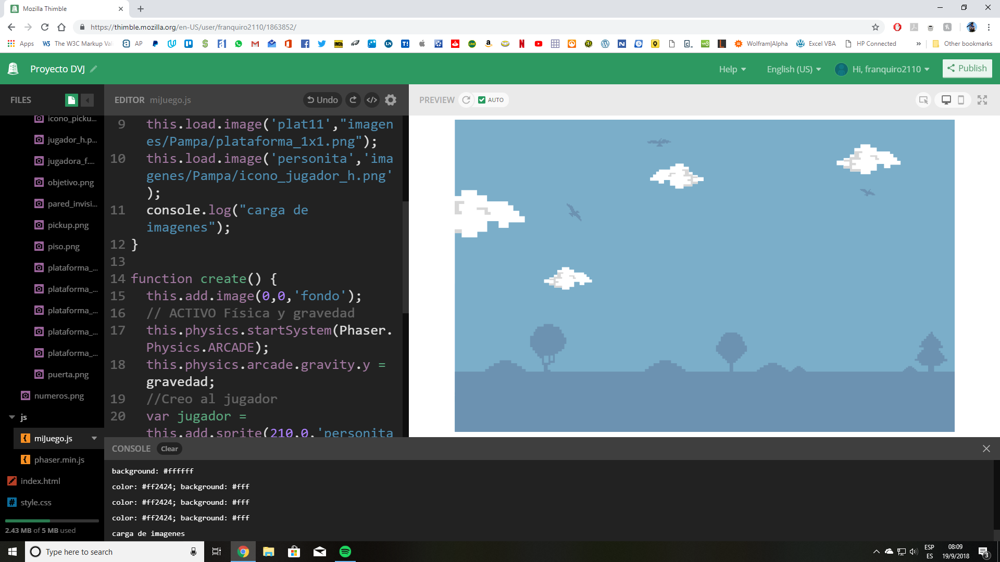 Mozilla Thimble
https://thimble.mozilla.org/en-US/user/franquiro2110/1863852/
Apps
The W3C Markup Va
AP
Wolfram|Alpha
Excel VBA
HP Connected
»
Other bookmarks
Proyecto DVJ
Help
English (US)
Hi, franquiro2110
Publish
FILES
EDITOR miJuego.js
Undo
PREVIEW
AUTO
icono_picku...
jugador_h.p...
jugadora_f....
objetivo.png
pared_invisi...
pickup.png
piso.png
plataforma_...
plataforma_...
plataforma_...
plataforma_...
plataforma_...
puerta.png
numeros.png
js
miJuego.js
phaser.min.js
index.html
style.css
2.43 MB of 5 MB used
9 this.load.image('plat11',"imagen
es/Pampa/plataforma_1x1.png");
10 this.load.image('personita','ima
genes/Pampa/icono_jugador_h.png'
);
11 console.log("carga de
imagenes");
12 }
13
14 function create() {
15 this.add.image(0,0,'fondo');
16 // ACTIVO Física y gravedad
17 this.physics.startSystem(Phaser.
Physics.ARCADE);
18 this.physics.arcade.gravity.y =
gravedad;
19 //Creo al jugador
20 var jugador =
this.add.sprite(210,0,'personita
CONSOLE
Clear
background: #ffffff
color: #ff2424; background: #fff
color: #ff2424; background: #fff
color: #ff2424; background: #fff
carga de imagenes
Type here to search
ESP
ES
08:09
19/9/2018
3